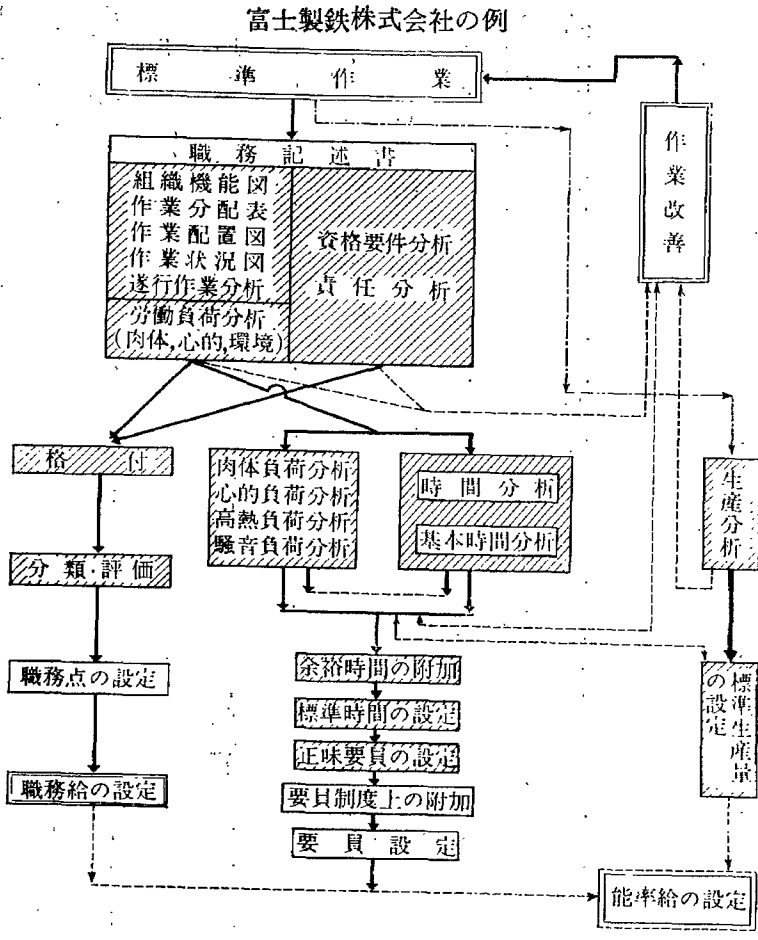 富士製鉄株式会社の例
標準作業
作業改善
職務記述書
組織機能図
作業分配表
作業配置図
作業状況図
遂行作業分析
労働負荷分析
(肉体,心的,環境)
資格要件分析
責任分析
格付
肉体負荷分析
心的負荷分析
高熱負荷分析
騒音負荷分析
時間分析
基本時間分析
生産分析
分類・評価
職務点の設定
職務給の設定
余裕時間の附加
標準時間の設定
正味要員の設定
要員制度上の附加
要員設定
標準生産量
の設定
能率給の設定